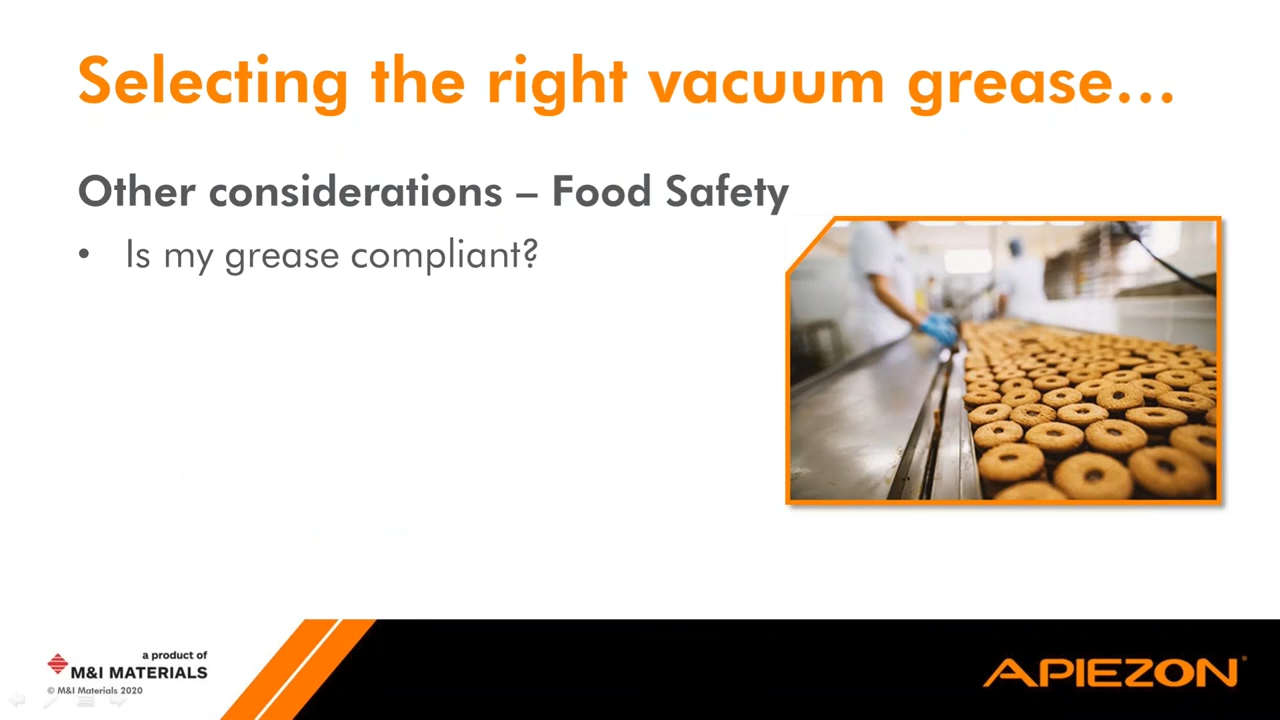 Selecting the right vacuum grease...
Other considerations – Food Safety
• Is my grease compliant?
a product of
M&I MATERIALS
© M&I Materials 2020
APIEZON®